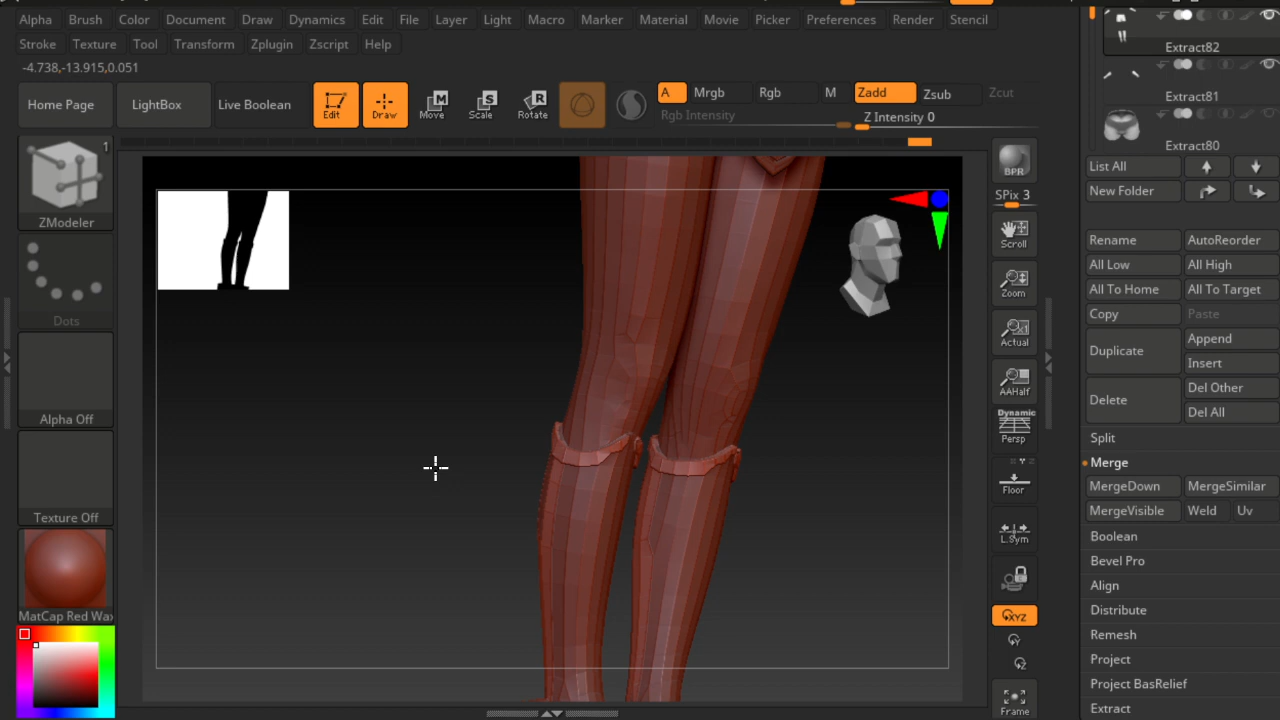 Alpha Brush Color Document Draw Dynamics Edit File Layer Light Macro Marker Material Movie Picker Preferences Render Stencil
Stroke Texture Tool Transform Zplugin Zscript Help
-4.738,-13.915,0.051
Home Page LightBox Live Boolean Edit Draw Move Scale Rotate A Mrgb Rgb M Zadd Zsub Zcut
Rgb Intensity Z Intensity 0
1
ZModeler
Dots
Alpha Off
Texture Off
MatCap Red Wax
BPR
SPix 3
Scroll
Zoom
Actual
AAHalf
Dynamic
Persp
Floor
L.Sym
XYZ
Frame
Extract82
Extract81
Extract80
List All
New Folder
Rename AutoReorder
All Low All High
All To Home All To Target
Copy Paste
Duplicate Append
Insert
Delete Del Other
Del All
Split
Merge
MergeDown MergeSimilar
MergeVisible Weld Uv
Boolean
Bevel Pro
Align
Distribute
Remesh
Project
Project BasRelief
Extract